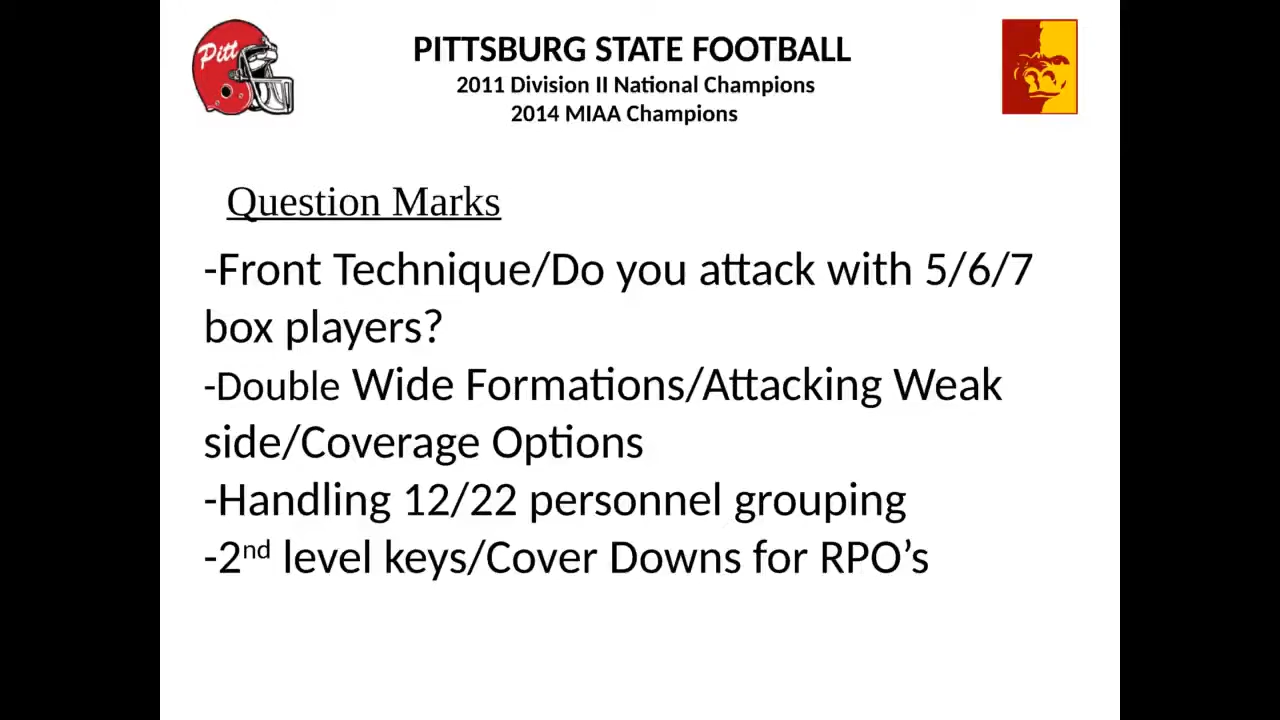 Pitt
PITTSBURG STATE FOOTBALL
2011 Division II National Champions
2014 MIAA Champions
Question Marks
-Front Technique/Do you attack with 5/6/7
box players?
-Double Wide Formations/Attacking Weak
side/Coverage Options
-Handling 12/22 personnel grouping
-2nd level keys/Cover Downs for RPO’s